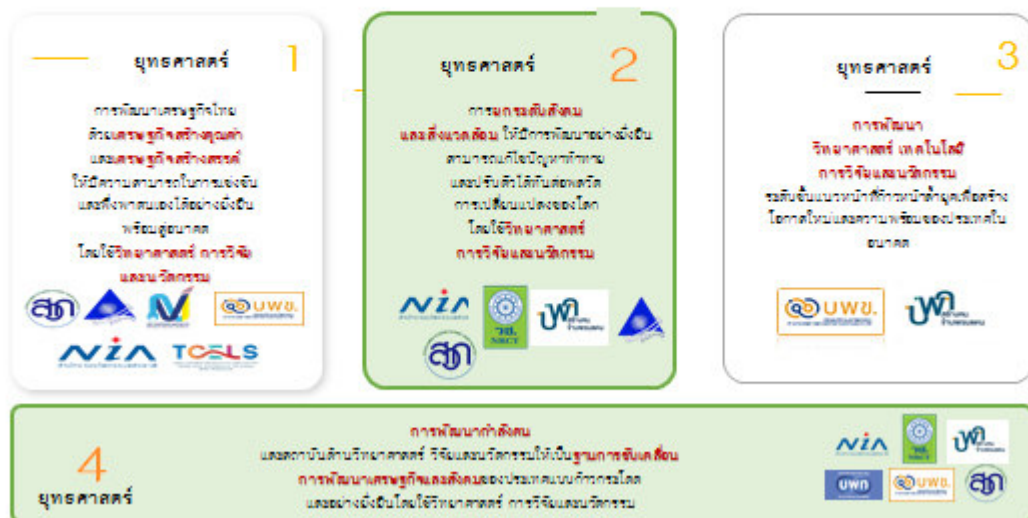 ยุทธศาสตร์ 1
การพัฒนาเศรษฐกิจไทย
ด้วยเศรษฐกิจสร้างคุณค่า
และเศรษฐกิจสร้างสรรค์
ให้มีความสามารถในการแข่งขัน
และพึ่งพาตนเองได้อย่างยั่งยืน
พร้อมสู่อนาคต
โดยใช้วิทยาศาสตร์ การวิจัย
และนวัตกรรม
สวก
บพข.
NIA
TCELS
ยุทธศาสตร์ 2
การยกระดับสังคม
และสิ่งแวดล้อม ให้มีการพัฒนาอย่างยั่งยืน
สามารถแก้ไขปัญหาท้าทาย
และปรับตัวได้ทันต่อพลวัต
การเปลี่ยนแปลงของโลก
โดยใช้วิทยาศาสตร์
การวิจัยและนวัตกรรม
NIA
วช.
NRCT
บพท
สวก
ยุทธศาสตร์ 3
การพัฒนา
วิทยาศาสตร์ เทคโนโลยี
การวิจัยและนวัตกรรม
ระดับขั้นแนวหน้าที่ก้าวหน้าล้ำยุคเพื่อสร้าง
โอกาสใหม่และความพร้อมของประเทศใน
อนาคต
บพข.
บพค
4
ยุทธศาสตร์
การพัฒนากำลังคน
และสถาบันด้านวิทยาศาสตร์ วิจัยและนวัตกรรมให้เป็นฐานการขับเคลื่อน
การพัฒนาเศรษฐกิจและสังคมของประเทศแบบก้าวกระโดด
และอย่างยั่งยืนโดยใช้วิทยาศาสตร์ การวิจัยและนวัตกรรม
NIA
บพข.
สวก